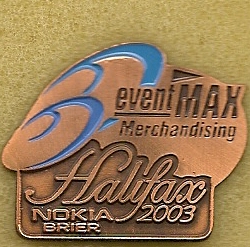 eventMAX
Merchandising
Halifax
NOKIA 2003
BRIER